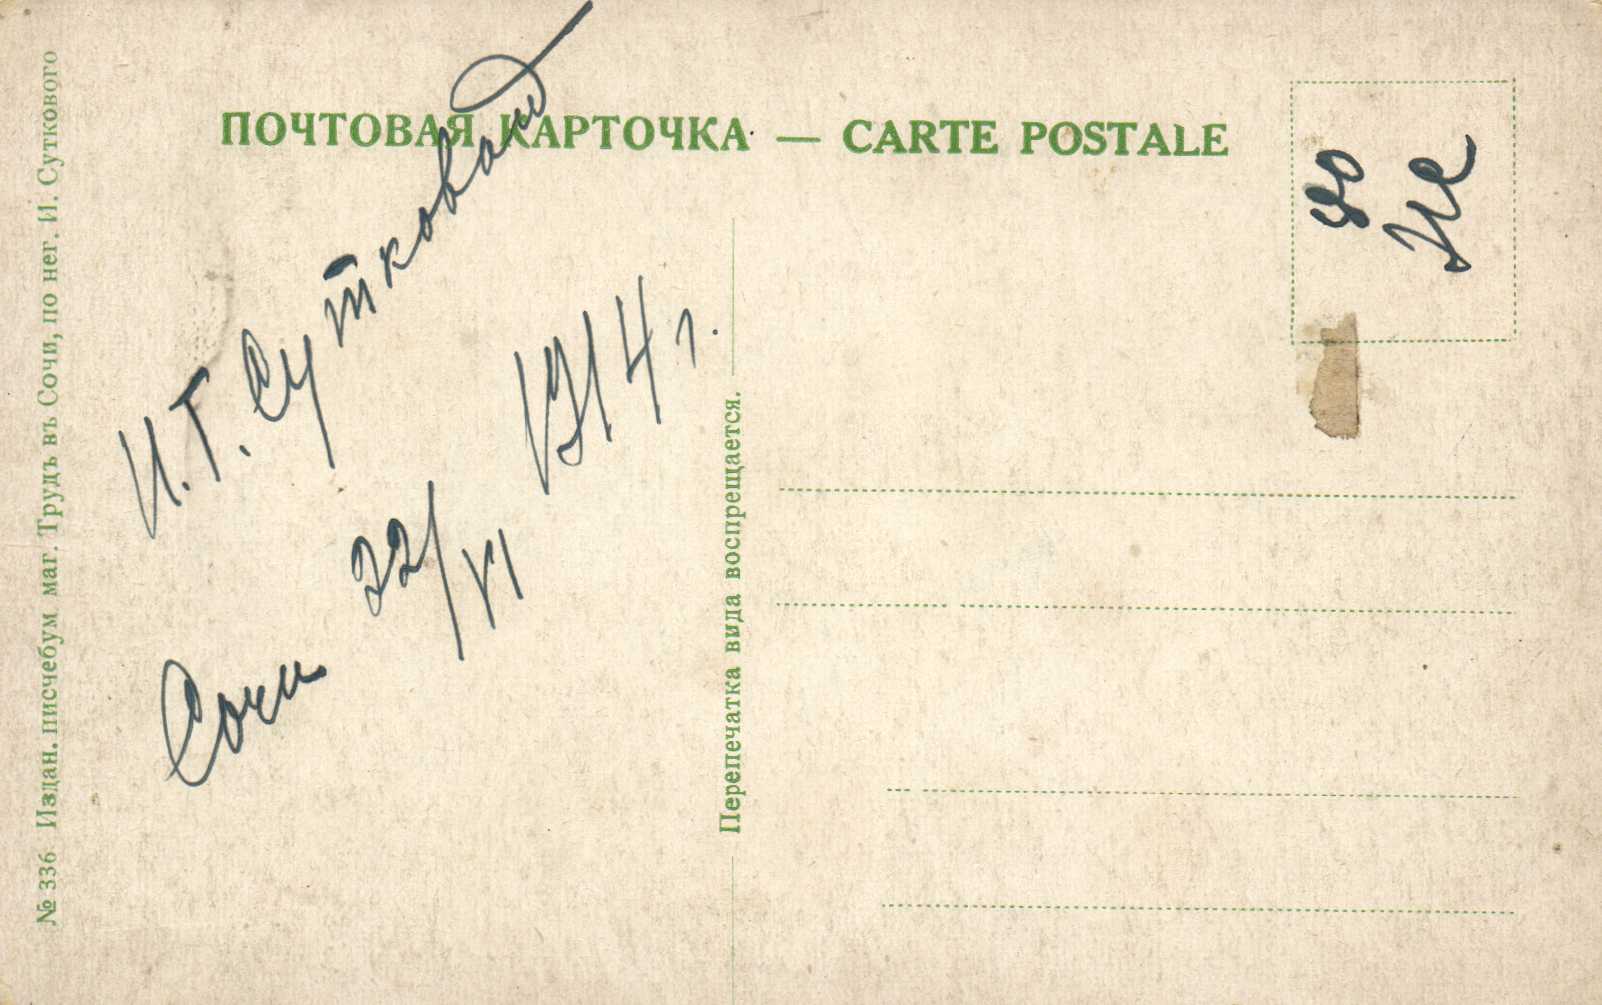 ПОЧТОВАЯ КАРТОЧКА — CARTE POSTALE
№ 336 Издан. писчебум маг. Трудъ въ Сочи, по нег. И. Суткового
И. Г. Сутковой
Сочи 22/VI 1914 г.
Перепечатка вида воспрещается.